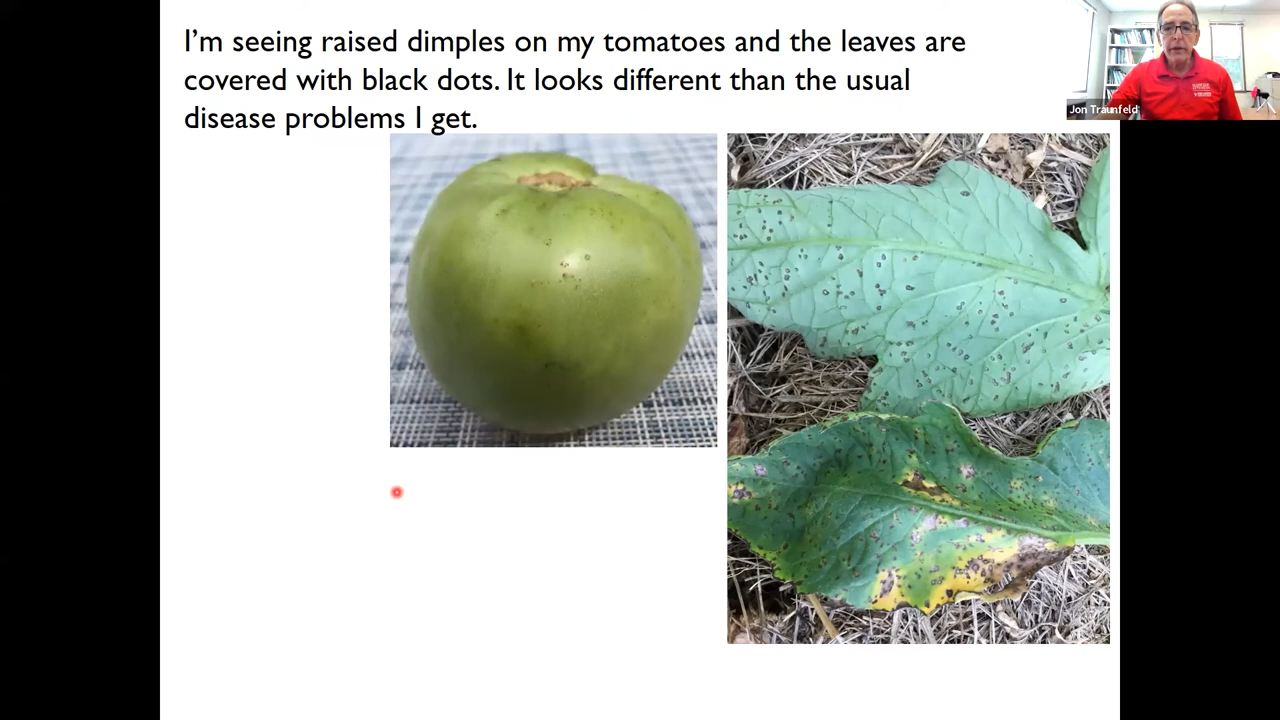 I'm seeing raised dimples on my tomatoes and the leaves are
covered with black dots. It looks different than the usual
disease problems I get.
Jon Traunfeld